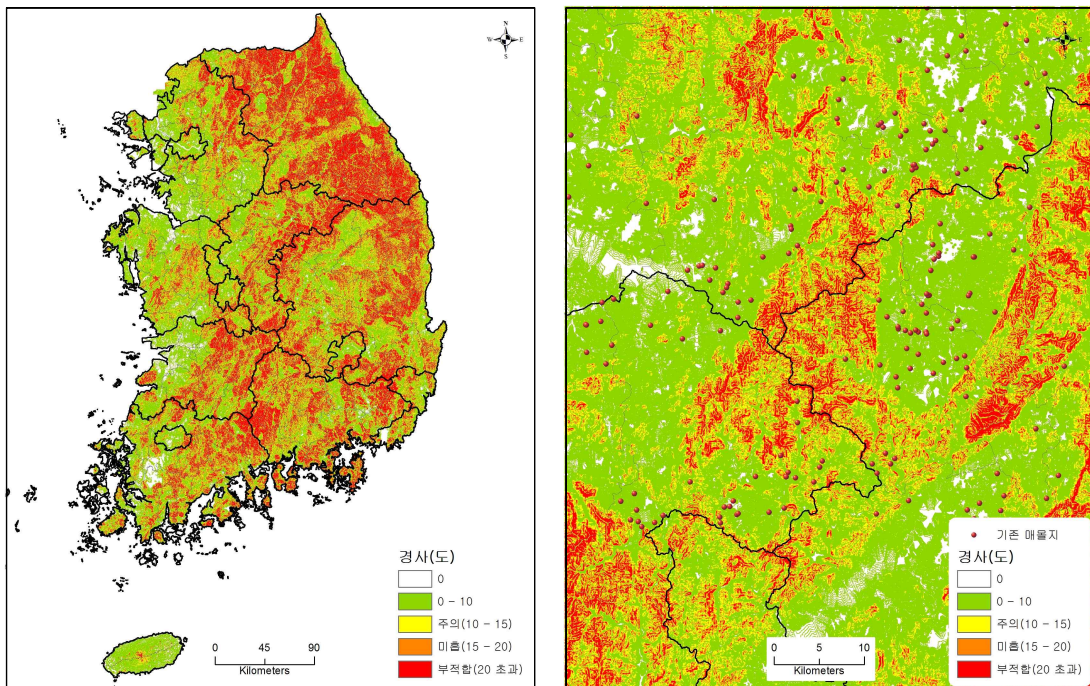 N
W E
S
경사(도)
0
0 - 10
주의(10 - 15)
미흡(15 - 20)
부적합(20 초과)
0 45 90
Kilometers
N
W E
S
기존 매몰지
경사(도)
0
0 - 10
주의(10 - 15)
미흡(15 - 20)
부적합(20 초과)
0 5 10
Kilometers